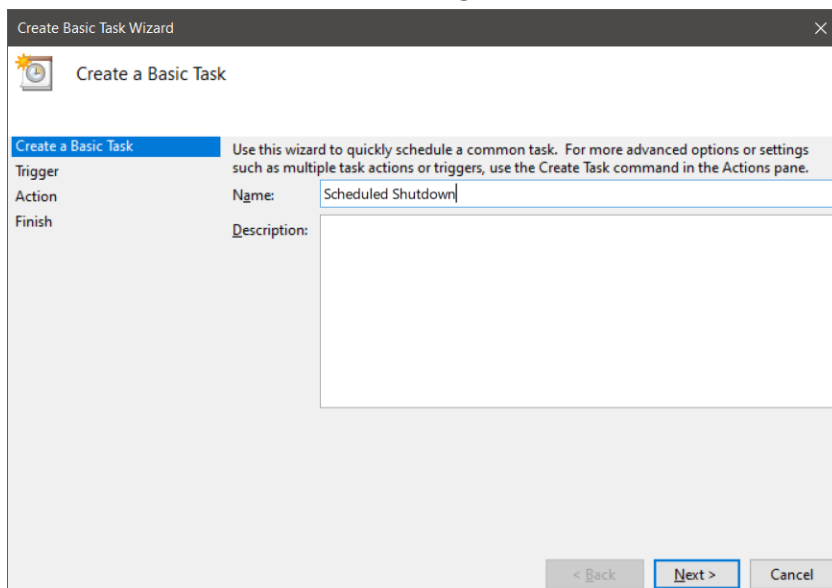 Create Basic Task Wizard
Create a Basic Task
Create a Basic Task
Trigger
Action
Finish
Use this wizard to quickly schedule a common task. For more advanced options or settings
such as multiple task actions or triggers, use the Create Task command in the Actions pane.
Name:
Scheduled Shutdown
Description:
< Back
Next >
Cancel